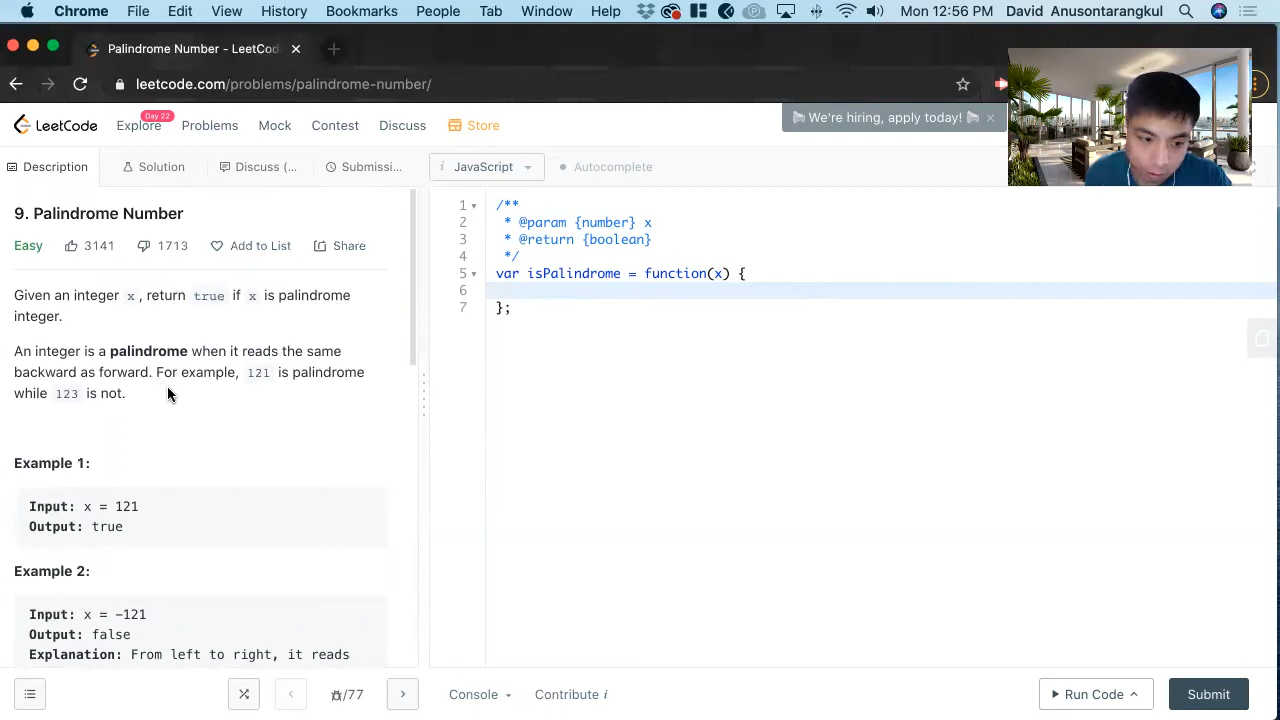 Chrome File Edit View History Bookmarks People Tab Window Help Mon 12:56 PM David Anusontarangkul
Palindrome Number - LeetCod
leetcode.com/problems/palindrome-number/
LeetCode Explore Day 22 Problems Mock Contest Discuss Store
We're hiring, apply today!
Description Solution Discuss (... Submissi...
i JavaScript Autocomplete
9. Palindrome Number
Easy 3141 1713 Add to List Share
Given an integer x, return true if x is palindrome
integer.
An integer is a palindrome when it reads the same
backward as forward. For example, 121 is palindrome
while 123 is not.
Example 1:
Input: x = 121
Output: true
Example 2:
Input: x = -121
Output: false
Explanation: From left to right, it reads
1 /**
2 * @param {number} x
3 * @return {boolean}
4 */
5 var isPalindrome = function(x) {
6
7 };
/77
Console Contribute i
Run Code Submit